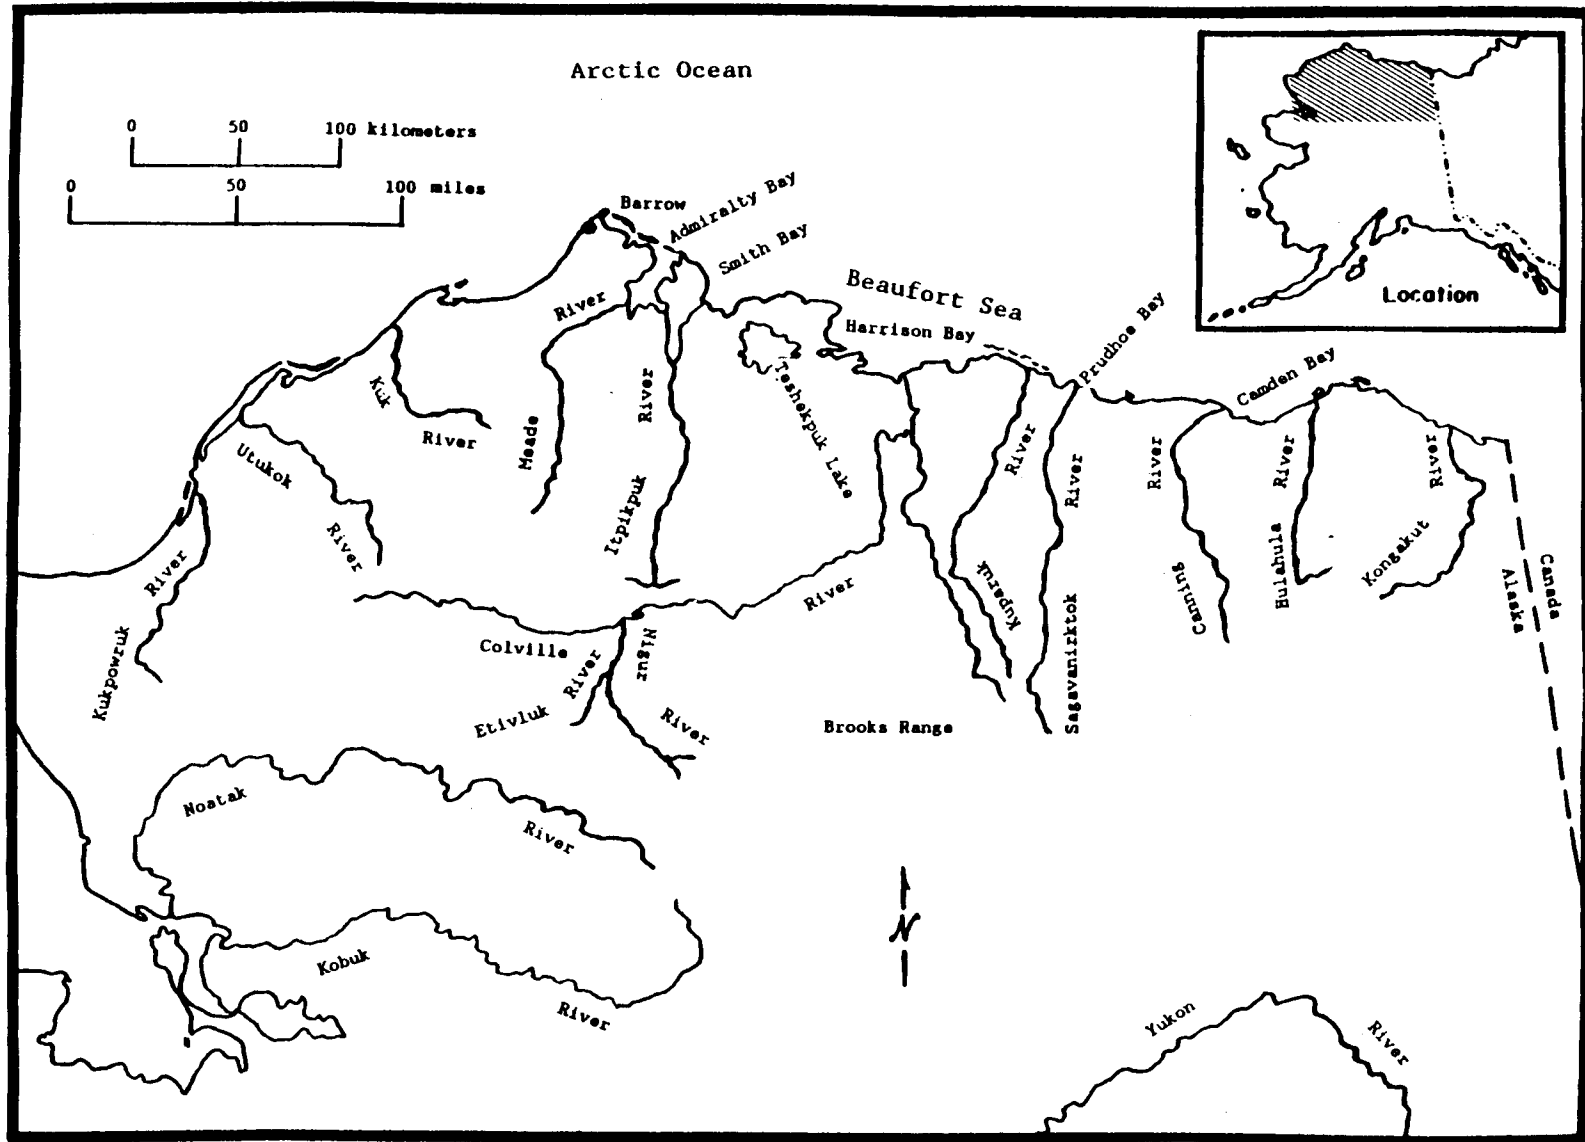 Arctic Ocean
0 50 100 kilometers
0 50 100 miles
Location
Barrow
Admiralty Bay
Smith Bay
Beaufort Sea
Harrison Bay
Prudhoe Bay
Camden Bay
Teshekpuk Lake
Kuk River
Utukok River
Kukpowruk River
Meade River
Itpikpuk River
Colville River
Etivluk River
Niguz River
Kuparuk River
Sagavanirktok River
Canning River
Hulahula River
Kongakut River
Canada
Alaska
Brooks Range
Noatak River
Kobuk River
N
Yukon River